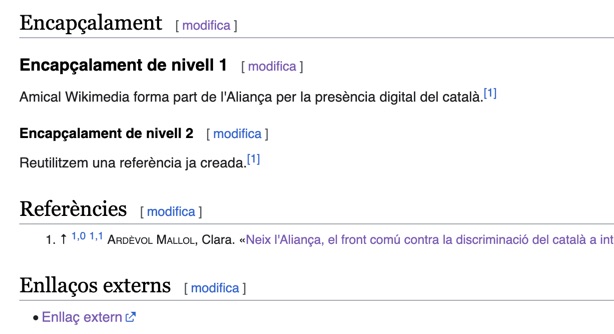 Encapçalament [ modifica ]
Encapçalament de nivell 1 [ modifica ]
Amical Wikimedia forma part de l'Aliança per la presència digital del català.[1]
Encapçalament de nivell 2 [ modifica ]
Reutilitzem una referència ja creada.[1]
Referències [ modifica ]
1. ↑ 1,0 1,1 Ardèvol Mallol, Clara. «Neix l'Aliança, el front comú contra la discriminació del català a int
Enllaços externs [ modifica ]
• Enllaç extern